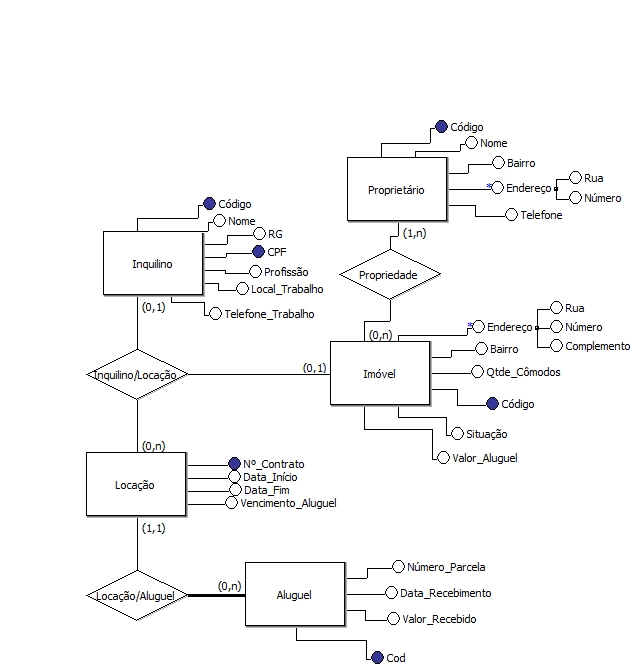 Código
Nome
Bairro
Proprietário
*
Endereço
Rua
Número
Telefone
(1,n)
Propriedade
(0,n)
Código
Nome
RG
CPF
Inquilino
Profissão
Local_Trabalho
Telefone_Trabalho
(0,1)
*
Endereço
Rua
Número
Complemento
Bairro
Imóvel
Qtde_Cômodos
Código
Situação
Valor_Aluguel
(0,1)
Inquilino/Locação
(0,n)
Locação
Nº_Contrato
Data_Início
Data_Fim
Vencimento_Aluguel
(1,1)
Locação/Aluguel
(0,n)
Aluguel
Número_Parcela
Data_Recebimento
Valor_Recebido
Cod